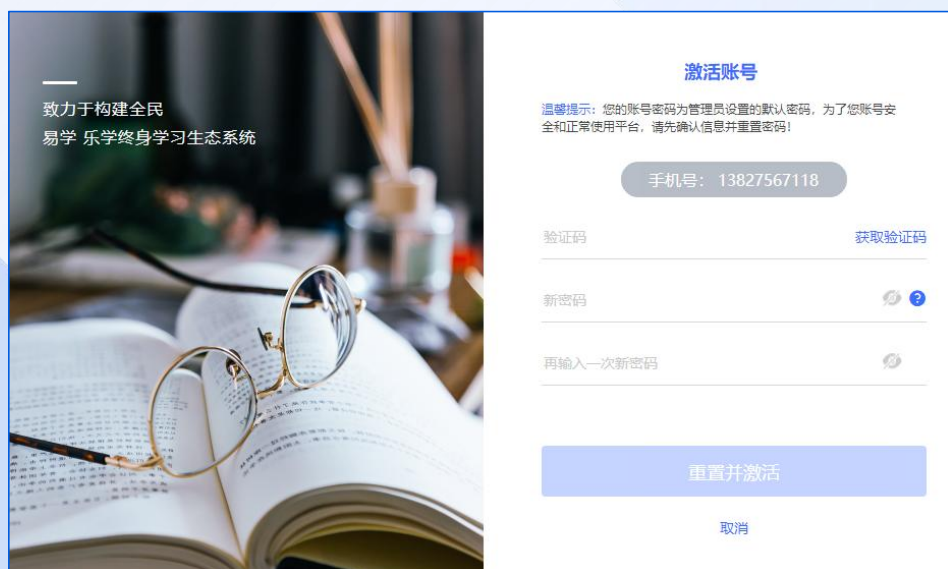 致力于构建全民
易学 乐学终身学习生态系统
激活账号
温馨提示：您的账号密码为管理员设置的默认密码，为了您账号安
全和正常使用平台，请先确认信息并重置密码！
手机号： 13827567118
验证码 获取验证码
新密码 ?
再输入一次新密码
重置并激活
取消